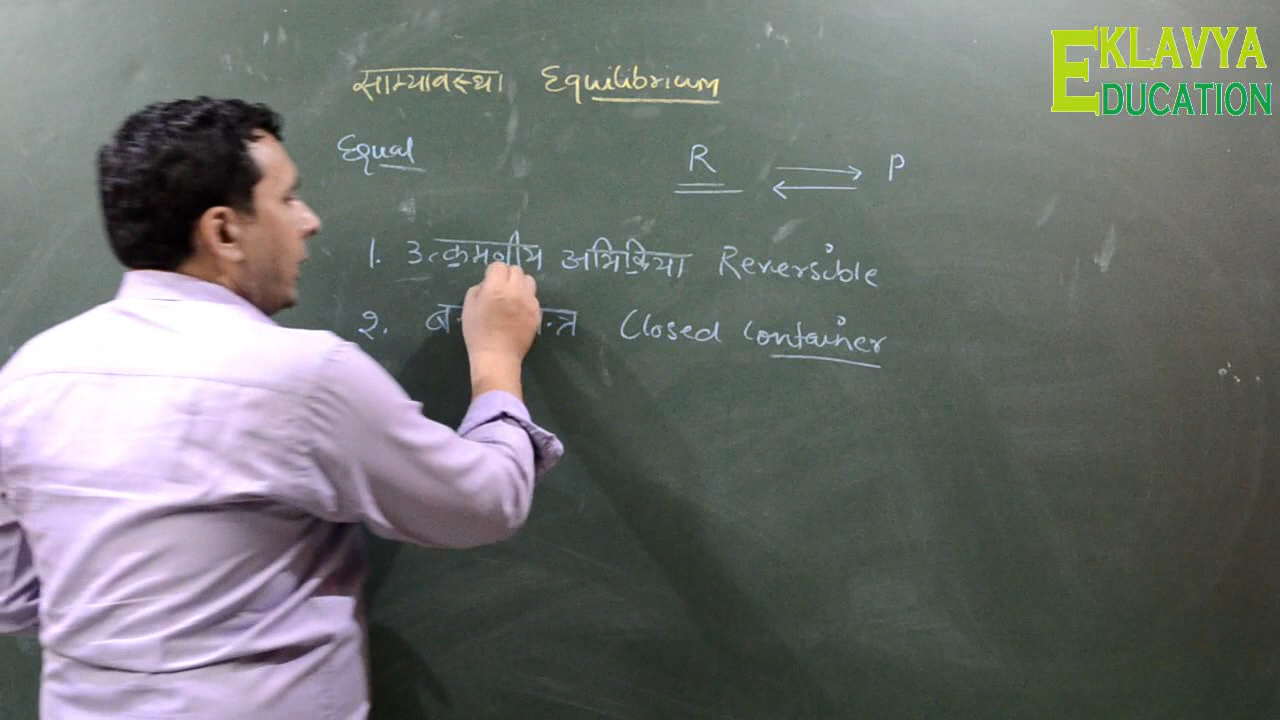 साम्यावस्था Equilibrium
EKLAVYA EDUCATION
Equal
R ⇌ P
1. उत्क्रमणीय अभिक्रिया Reversible
2. Closed Container